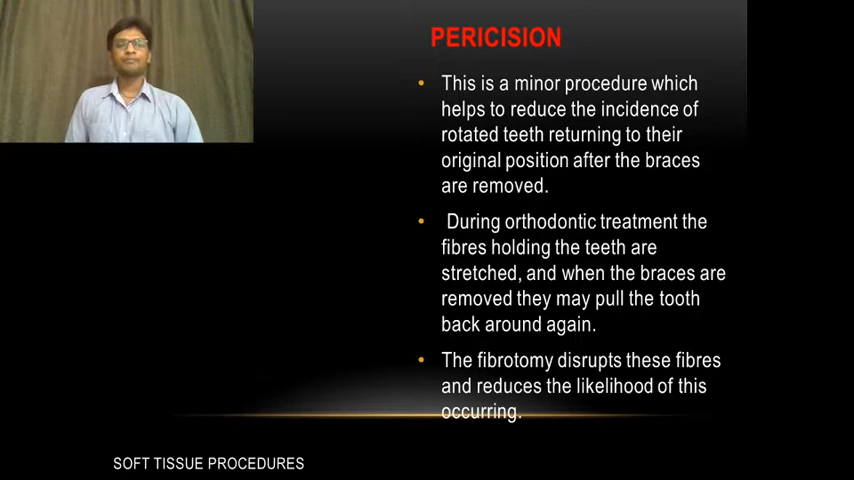 PERICISION
• This is a minor procedure which
helps to reduce the incidence of
rotated teeth returning to their
original position after the braces
are removed.
• During orthodontic treatment the
fibres holding the teeth are
stretched, and when the braces are
removed they may pull the tooth
back around again.
• The fibrotomy disrupts these fibres
and reduces the likelihood of this
occurring.
SOFT TISSUE PROCEDURES